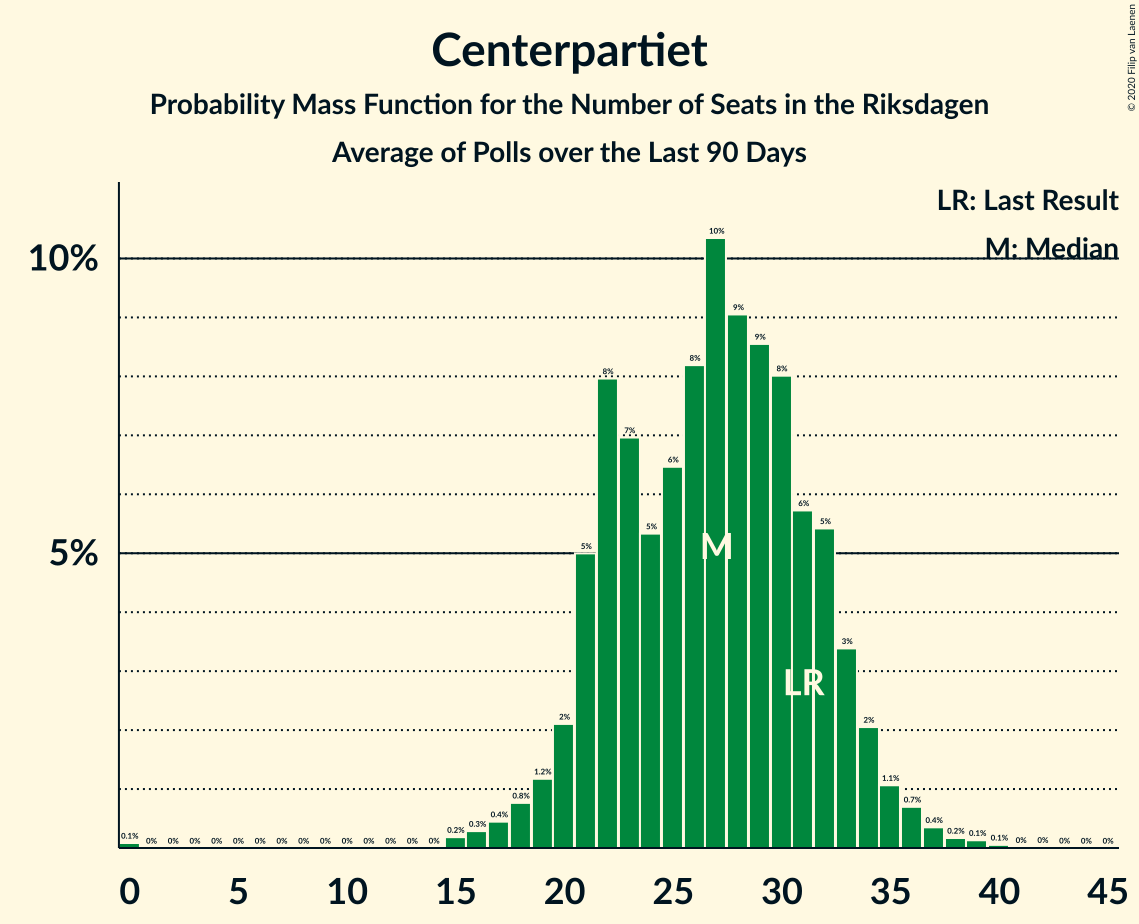 Centerpartiet
Probability Mass Function for the Number of Seats in the Riksdagen
Average of Polls over the Last 90 Days
© 2020 Filip van Laenen
LR: Last Result
M: Median
10%
5%
0.1% 0% 0% 0% 0% 0% 0% 0% 0% 0% 0% 0% 0% 0% 0% 0.2% 0.3% 0.4% 0.8% 1.2% 2% 5% 8% 7% 5% 6% 8% 10% 9% 9% 8% 6% 5% 3% 2% 1.1% 0.7% 0.4% 0.2% 0.1% 0.1% 0% 0% 0% 0% 0%
M
LR
0 5 10 15 20 25 30 35 40 45